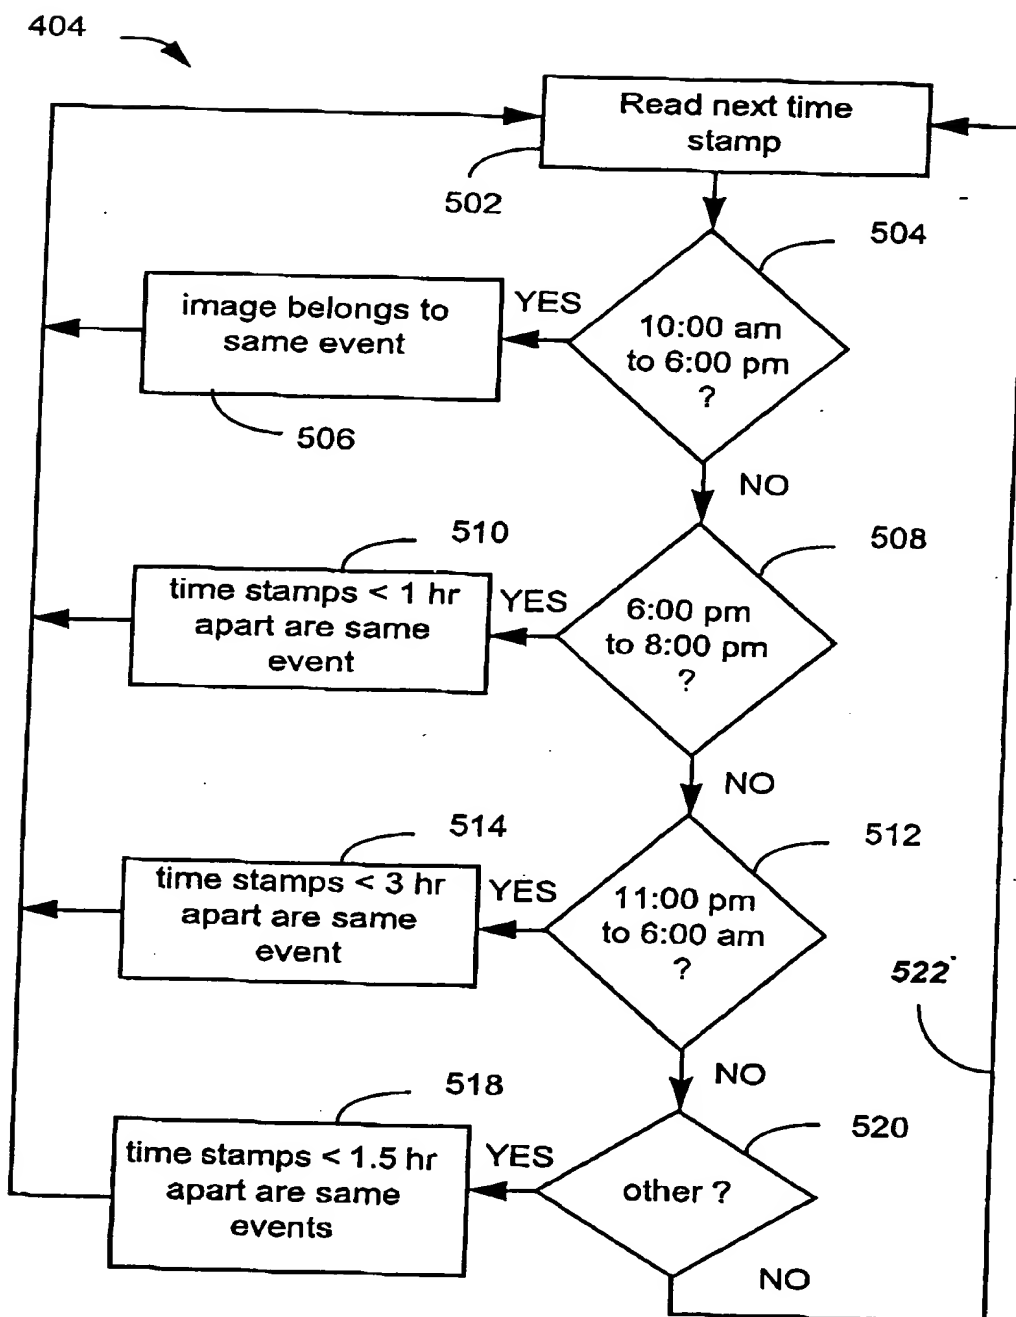 404
Read next time
stamp
502
504
10:00 am
to 6:00 pm
?
YES
image belongs to
same event
506
NO
508
6:00 pm
to 8:00 pm
?
YES
510
time stamps < 1 hr
apart are same
event
NO
512
11:00 pm
to 6:00 am
?
YES
514
time stamps < 3 hr
apart are same
event
522
NO
520
other ?
YES
518
time stamps < 1.5 hr
apart are same
events
NO